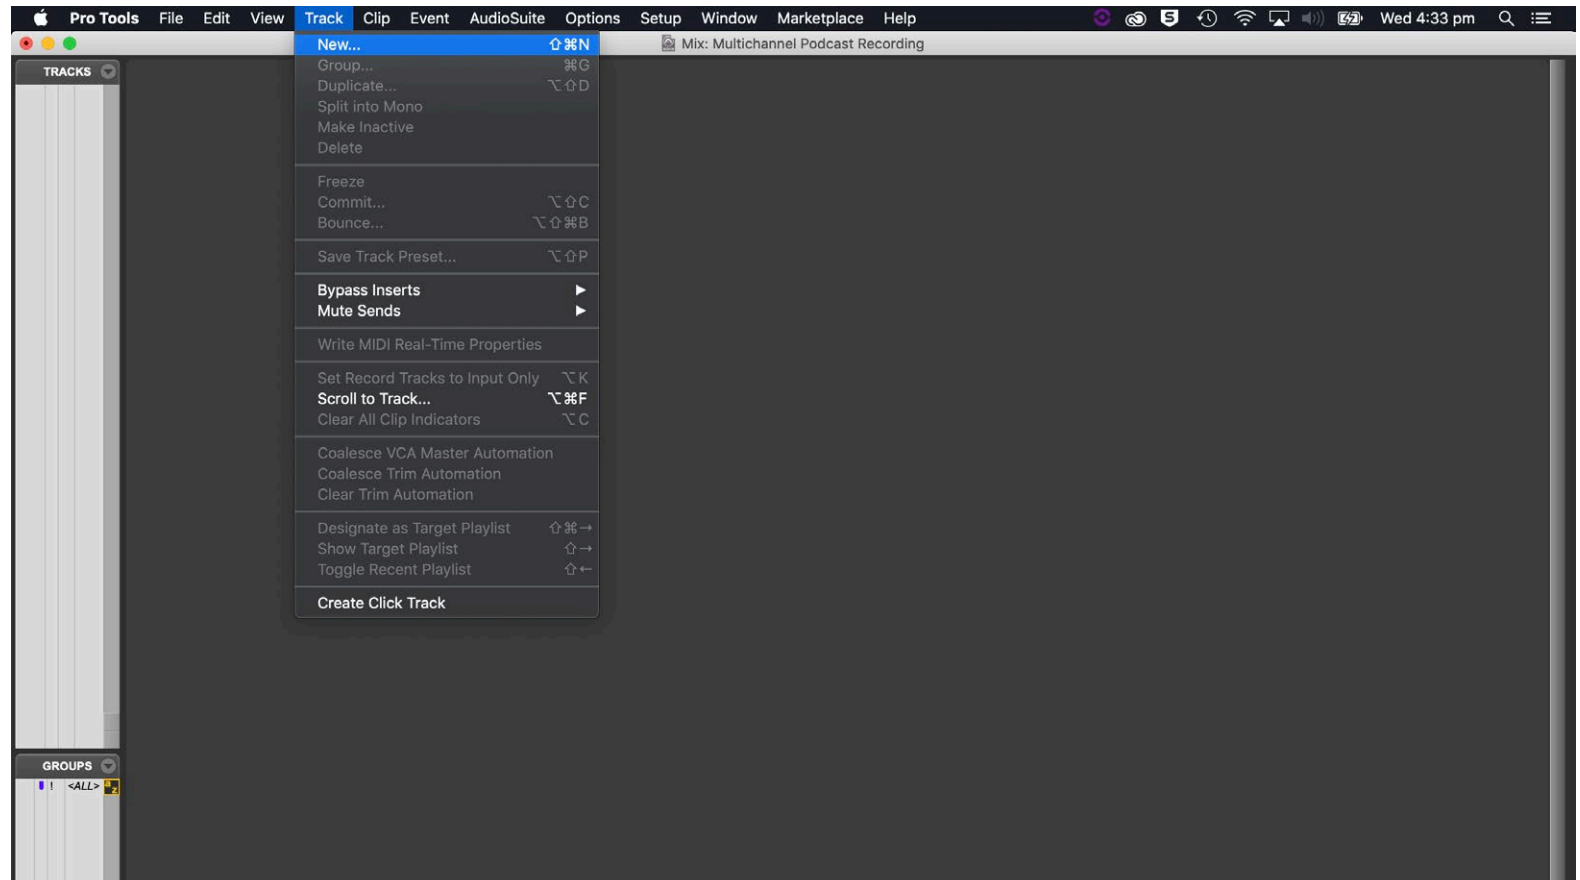 Pro Tools File Edit View Track Clip Event AudioSuite Options Setup Window Marketplace Help Wed 4:33 pm
Mix: Multichannel Podcast Recording
TRACKS
New... ⇧⌘N
Group... ⌘G
Duplicate... ⌥⇧D
Split into Mono
Make Inactive
Delete
Freeze
Commit... ⌥⇧C
Bounce... ⌥⇧⌘B
Save Track Preset... ⌥⇧P
Bypass Inserts ▶
Mute Sends ▶
Write MIDI Real-Time Properties
Set Record Tracks to Input Only ⌥K
Scroll to Track... ⌥⌘F
Clear All Clip Indicators ⌥C
Coalesce VCA Master Automation
Coalesce Trim Automation
Clear Trim Automation
Designate as Target Playlist ⇧⌘→
Show Target Playlist ⇧→
Toggle Recent Playlist ⇧←
Create Click Track
GROUPS
! <ALL> a z